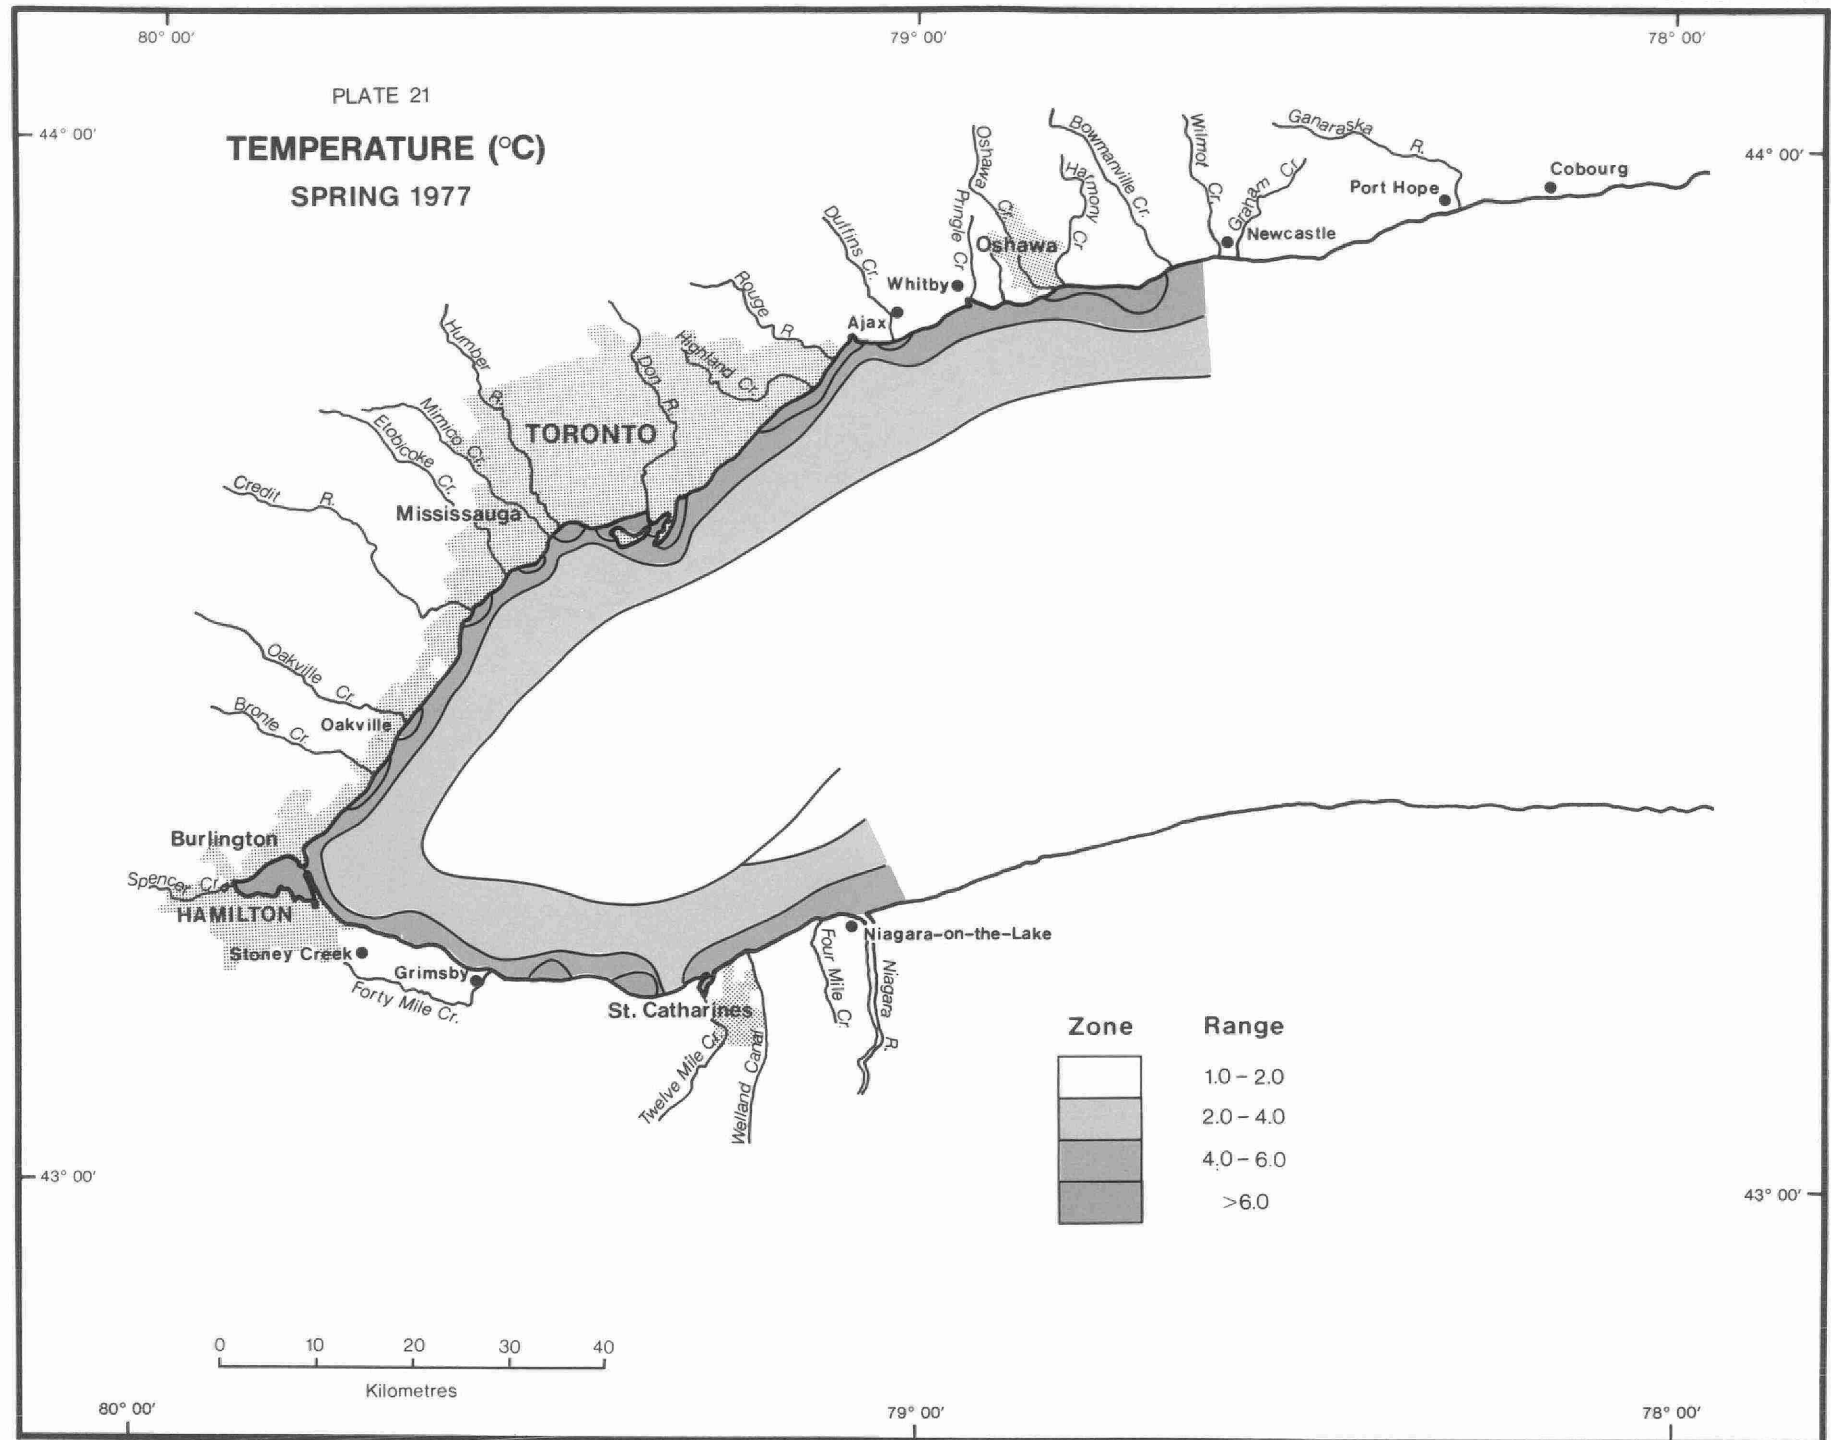 80° 00'
79° 00'
78° 00'
PLATE 21
TEMPERATURE (°C)
SPRING 1977
44° 00'
44° 00'
Ganaraska R.
Cobourg
Port Hope
Wilmot Cr.
Graham Cr.
Newcastle
Bowmanville Cr.
Harmony Cr.
Oshawa Cr.
Oshawa
Pringle Cr
Whitby
Duffins Cr.
Ajax
Rouge R.
Highland Cr.
Don R.
Humber R.
TORONTO
Mimico Cr.
Etobicoke Cr.
Mississauga
Credit R.
Oakville Cr.
Oakville
Bronte Cr.
Burlington
Spencer Cr.
HAMILTON
Stoney Creek
Grimsby
Forty Mile Cr.
St. Catharines
Twelve Mile Cr.
Welland Canal
Four Mile Cr.
Niagara-on-the-Lake
Niagara R.
Zone Range
1.0 – 2.0
2.0 – 4.0
4.0 – 6.0
>6.0
43° 00'
43° 00'
0 10 20 30 40
Kilometres
80° 00'
79° 00'
78° 00'